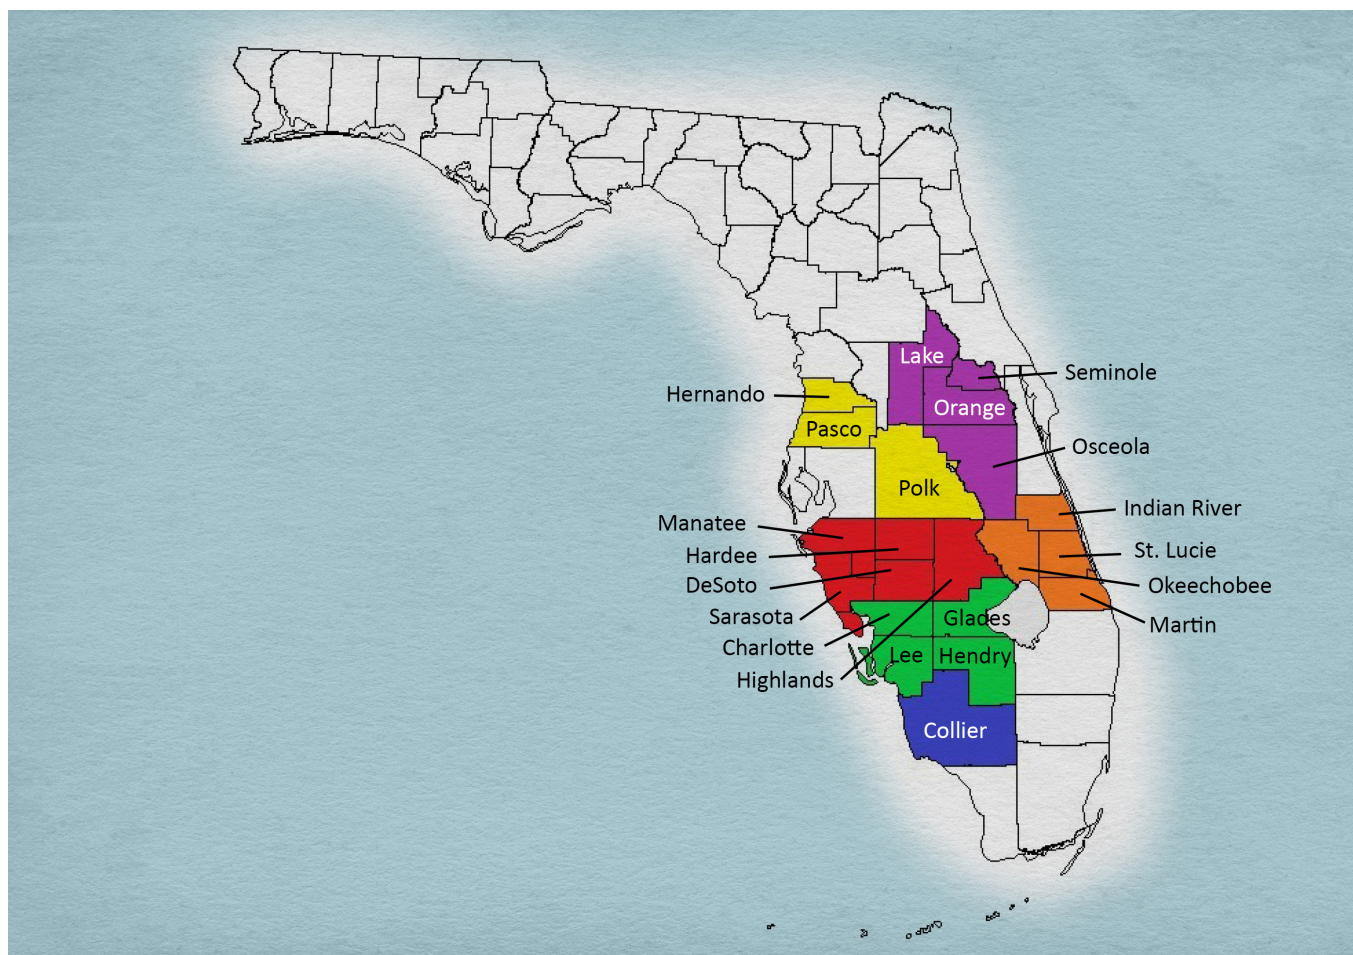 Lake
Seminole
Hernando
Orange
Pasco
Osceola
Polk
Indian River
Manatee
St. Lucie
Hardee
DeSoto
Okeechobee
Sarasota
Glades
Martin
Charlotte
Lee
Hendry
Highlands
Collier